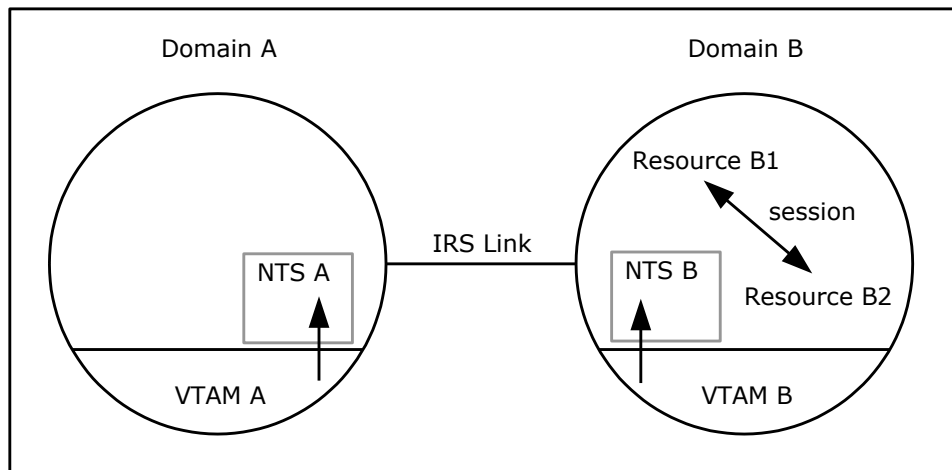 Domain A
Domain B
Resource B1
session
IRS Link
NTS A
NTS B
Resource B2
VTAM A
VTAM B